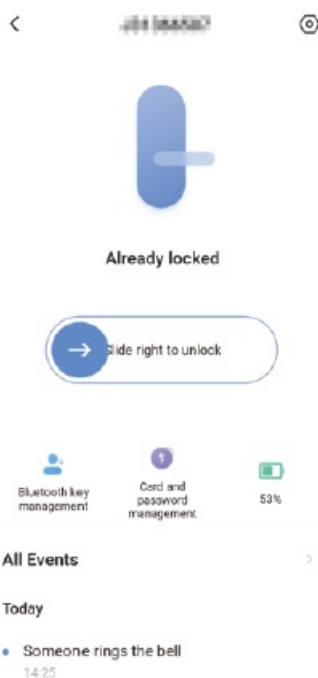 Already locked
Slide right to unlock
Bluetooth key
management
Card and
password
management
53%
All Events
Today
Someone rings the bell
14:25